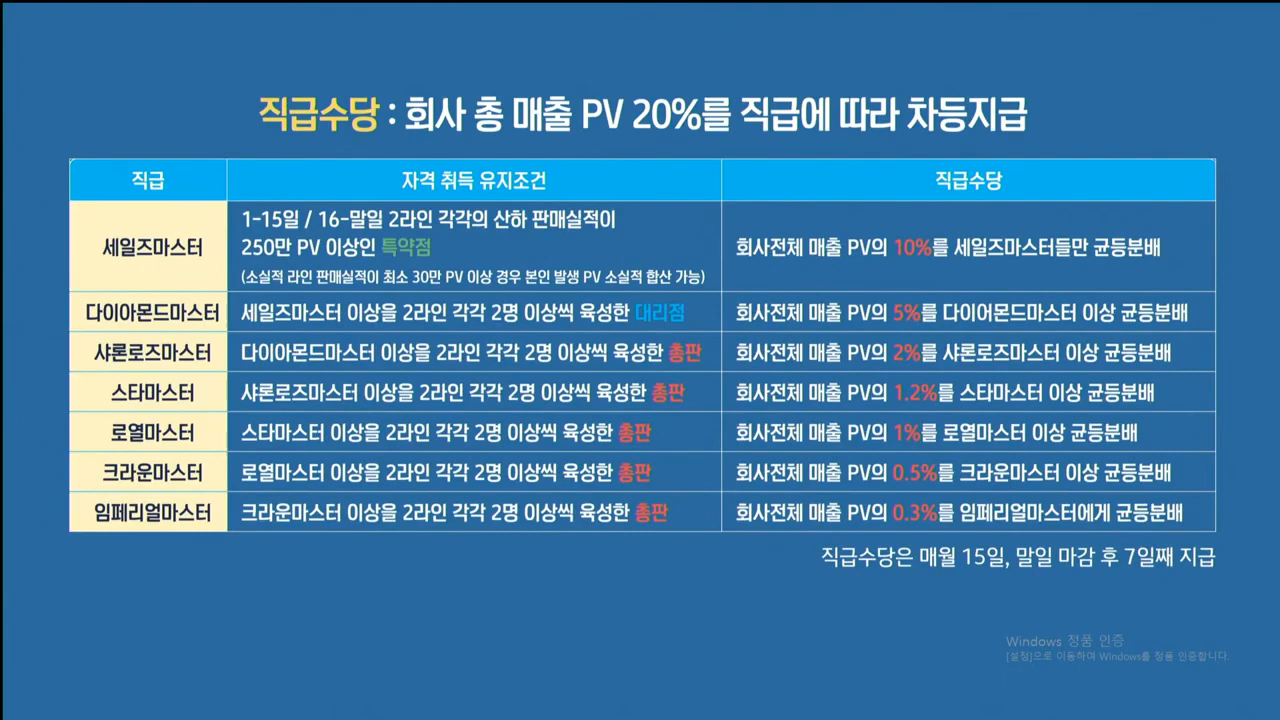 직급수당 : 회사 총 매출 PV 20%를 직급에 따라 차등지급
직급 자격 취득 유지조건 직급수당
세일즈마스터
1-15일 / 16-말일 2라인 각각의 산하 판매실적이
250만 PV 이상인 특약점
(소실적 라인 판매실적이 최소 30만 PV 이상 경우 본인 발생 PV 소실적 합산 가능)
회사전체 매출 PV의 10%를 세일즈마스터들만 균등분배
다이아몬드마스터 세일즈마스터 이상을 2라인 각각 2명 이상씩 육성한 대리점 회사전체 매출 PV의 5%를 다이어몬드마스터 이상 균등분배
샤론로즈마스터 다이아몬드마스터 이상을 2라인 각각 2명 이상씩 육성한 총판 회사전체 매출 PV의 2%를 샤론로즈마스터 이상 균등분배
스타마스터 샤론로즈마스터 이상을 2라인 각각 2명 이상씩 육성한 총판 회사전체 매출 PV의 1.2%를 스타마스터 이상 균등분배
로열마스터 스타마스터 이상을 2라인 각각 2명 이상씩 육성한 총판 회사전체 매출 PV의 1%를 로열마스터 이상 균등분배
크라운마스터 로열마스터 이상을 2라인 각각 2명 이상씩 육성한 총판 회사전체 매출 PV의 0.5%를 크라운마스터 이상 균등분배
임페리얼마스터 크라운마스터 이상을 2라인 각각 2명 이상씩 육성한 총판 회사전체 매출 PV의 0.3%를 임페리얼마스터에게 균등분배
직급수당은 매월 15일, 말일 마감 후 7일째 지급
Windows 정품 인증
[설정]으로 이동하여 Windows를 정품 인증합니다.